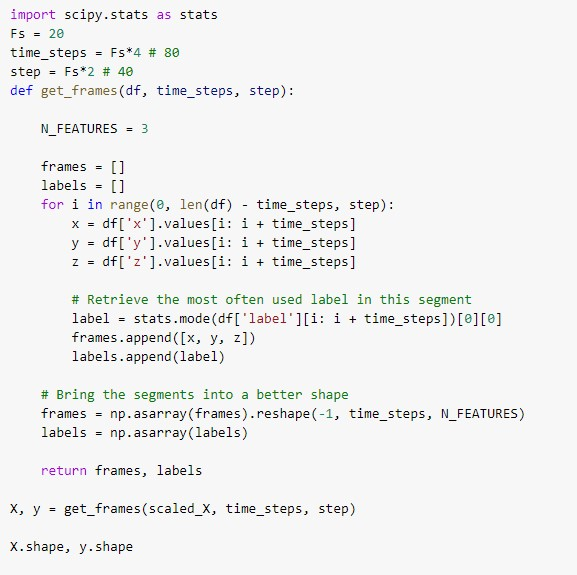 import scipy.stats as stats
Fs = 20
time_steps = Fs*4 # 80
step = Fs*2 # 40
def get_frames(df, time_steps, step):
    N_FEATURES = 3
    frames = []
    labels = []
    for i in range(0, len(df) - time_steps, step):
        x = df['x'].values[i: i + time_steps]
        y = df['y'].values[i: i + time_steps]
        z = df['z'].values[i: i + time_steps]
        # Retrieve the most often used label in this segment
        label = stats.mode(df['label'][i: i + time_steps])[0][0]
        frames.append([x, y, z])
        labels.append(label)
    # Bring the segments into a better shape
    frames = np.asarray(frames).reshape(-1, time_steps, N_FEATURES)
    labels = np.asarray(labels)
    return frames, labels
X, y = get_frames(scaled_X, time_steps, step)
X.shape, y.shape